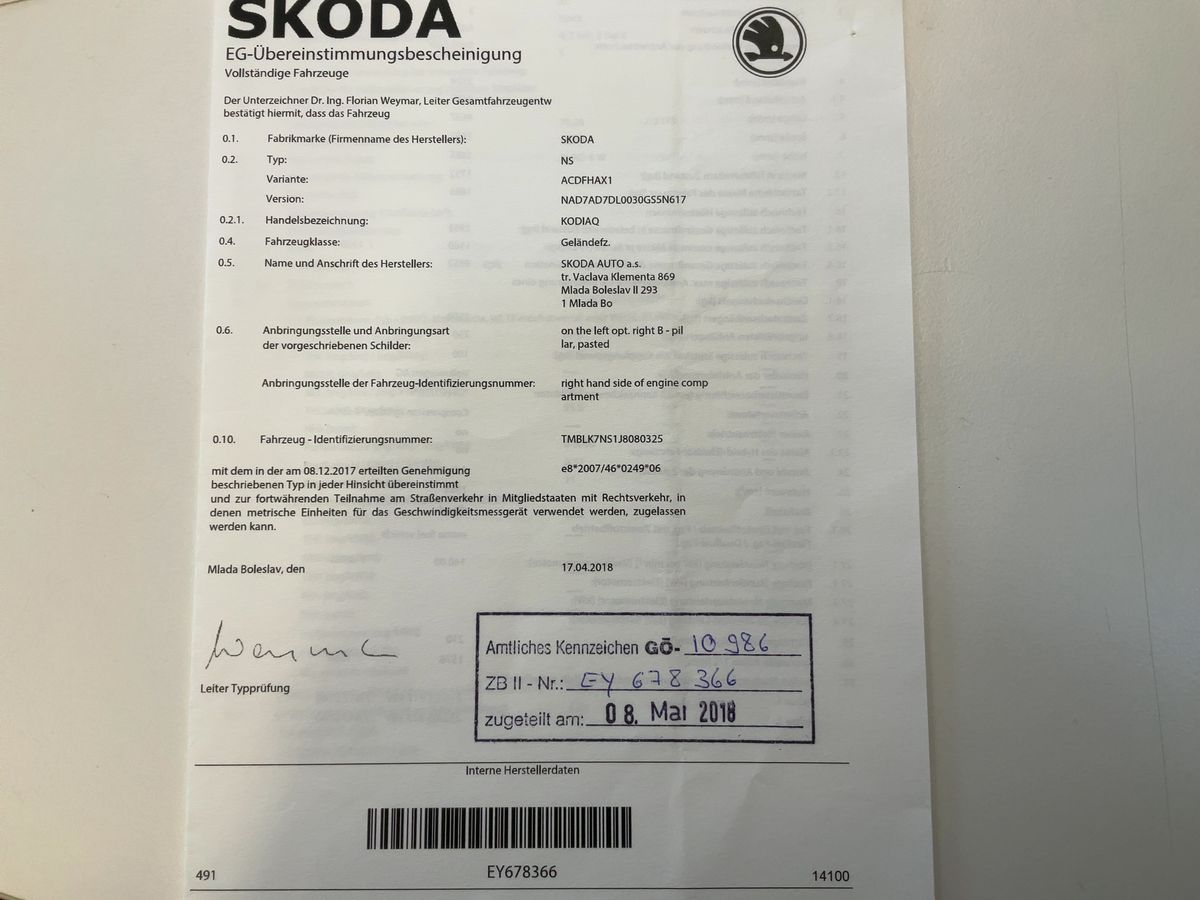 SKODA
EG-Übereinstimmungsbescheinigung
Vollständige Fahrzeuge
Der Unterzeichner Dr. Ing. Florian Weymar, Leiter Gesamtfahrzeugentw
bestätigt hiermit, dass das Fahrzeug
0.1. Fabrikmarke (Firmenname des Herstellers): SKODA
0.2. Typ: NS
Variante: ACDFHAX1
Version: NAD7AD7DL0030GS5N617
0.2.1. Handelsbezeichnung: KODIAQ
0.4. Fahrzeugklasse: Geländefz.
0.5. Name und Anschrift des Herstellers: SKODA AUTO a.s.
tr. Vaclava Klementa 869
Mlada Boleslav II 293
1 Mlada Bo
0.6. Anbringungsstelle und Anbringungsart on the left opt. right B - pil
der vorgeschriebenen Schilder: lar, pasted
Anbringungsstelle der Fahrzeug-Identifizierungsnummer: right hand side of engine comp
artment
0.10. Fahrzeug - Identifizierungsnummer: TMBLK7NS1J8080325
mit dem in der am 08.12.2017 erteilten Genehmigung e8*2007/46*0249*06
beschriebenen Typ in jeder Hinsicht übereinstimmt
und zur fortwährenden Teilnahme am Straßenverkehr in Mitgliedstaaten mit Rechtsverkehr, in
denen metrische Einheiten für das Geschwindigkeitsmessgerät verwendet werden, zugelassen
werden kann.
Mlada Boleslav, den 17.04.2018
Leiter Typprüfung
Amtliches Kennzeichen GÖ- 10 986
ZB II - Nr.: EY 678 366
zugeteilt am: 08. Mai 2018
Interne Herstellerdaten
491 EY678366 14100